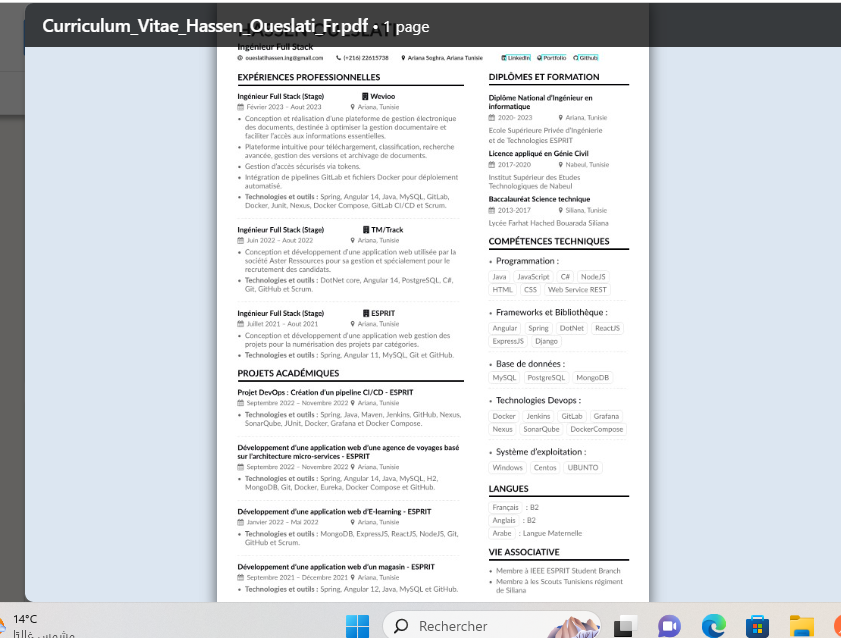 Curriculum_Vitae_Hassen_Oueslati_Fr.pdf • 1 page
HASSEN OUESLATI
Ingénieur Full Stack
oueslatihassen.ing@gmail.com (+216) 22615738 Ariana Soghra, Ariana Tunisie Linkedin Portfolio Github
EXPÉRIENCES PROFESSIONNELLES
Ingénieur Full Stack (Stage) Wevioo
Février 2023 – Aout 2023 Ariana, Tunisie
• Conception et réalisation d'une plateforme de gestion électronique
des documents, destinée à optimiser la gestion documentaire et
faciliter l'accès aux informations essentielles.
• Plateforme intuitive pour téléchargement, classification, recherche
avancée, gestion des versions et archivage de documents.
• Gestion d'accès sécurisés via tokens.
• Intégration de pipelines GitLab et fichiers Docker pour déploiement
automatisé.
• Technologies et outils : Spring, Angular 14, Java, MySQL, GitLab,
Docker, Junit, Nexus, Docker Compose, GitLab CI/CD et Scrum.
Ingénieur Full Stack (Stage) TM/Track
Juin 2022 – Aout 2022 Ariana, Tunisie
• Conception et développement d'une application web utilisée par la
société Aster Ressources pour sa gestion et spécialement pour le
recrutement des candidats.
• Technologies et outils : DotNet core, Angular 14, PostgreSQL, C#,
Git, GitHub et Scrum.
Ingénieur Full Stack (Stage) ESPRIT
Juillet 2021 – Aout 2021 Ariana, Tunisie
• Conception et développement d'une application web gestion des
projets pour la numérisation des projets par catégories.
• Technologies et outils : Spring, Angular 11, MySQL, Git et GitHub.
PROJETS ACADÉMIQUES
Projet DevOps : Création d'un pipeline CI/CD - ESPRIT
Septembre 2022 – Novembre 2022 Ariana, Tunisie
• Technologies et outils : Spring, Java, Maven, Jenkins, GitHub, Nexus,
SonarQube, JUnit, Docker, Grafana et Docker Compose.
Développement d'une application web d'une agence de voyages basé
sur l'architecture micro-services - ESPRIT
Septembre 2022 – Novembre 2022 Ariana, Tunisie
• Technologies et outils : Spring, Angular 14, Java, MySQL, H2,
MongoDB, Git, Docker, Eureka, Docker Compose et GitHub.
Développement d'une application web d'E-learning - ESPRIT
Janvier 2022 – Mai 2022 Ariana, Tunisie
• Technologies et outils : MongoDB, ExpressJS, ReactJS, NodeJS, Git,
GitHub et Scrum.
Développement d'une application web d'un magasin - ESPRIT
Septembre 2021 – Décembre 2021 Ariana, Tunisie
• Technologies et outils : Spring, Angular 12, Java, MySQL et GitHub.
DIPLÔMES ET FORMATION
Diplôme National d'Ingénieur en
informatique
2020- 2023 Ariana, Tunisie
Ecole Supérieure Privée d'Ingénierie
et de Technologies ESPRIT
Licence appliqué en Génie Civil
2017-2020 Nabeul, Tunisie
Institut Supérieur des Etudes
Technologiques de Nabeul
Baccalauréat Science technique
2013-2017 Siliana, Tunisie
Lycée Farhat Hached Bouarada Siliana
COMPÉTENCES TECHNIQUES
• Programmation :
Java JavaScript C# NodeJS
HTML CSS Web Service REST
• Frameworks et Bibliothèque :
Angular Spring DotNet ReactJS
ExpressJS Django
• Base de données :
MySQL PostgreSQL MongoDB
• Technologies Devops :
Docker Jenkins GitLab Grafana
Nexus SonarQube DockerCompose
• Système d'exploitation :
Windows Centos UBUNTO
LANGUES
Français : B2
Anglais : B2
Arabe : Langue Maternelle
VIE ASSOCIATIVE
• Membre à IEEE ESPRIT Student Branch
• Membre à les Scouts Tunisiens régiment
de Siliana
14°C
Rechercher